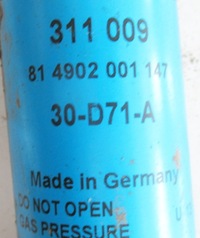 311 009
81 4902 001 147
30-D71-A
Made in Germany
DO NOT OPEN
GAS PRESSURE